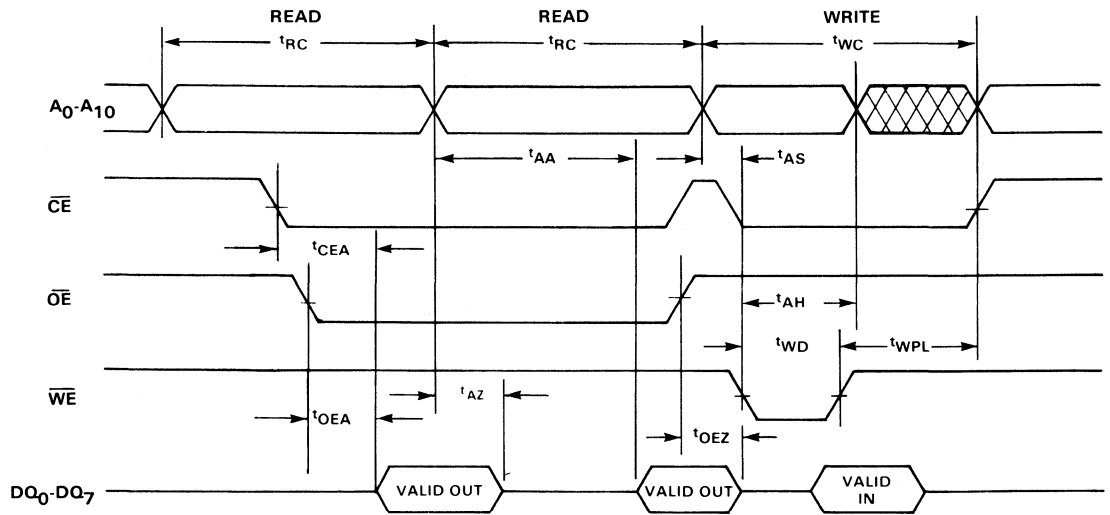 READ READ WRITE
tRC tRC tWC
A0-A10
tAA tAS
CE
tCEA
OE
tAH
tWD tWPL
WE
tAZ
tOEA
tOEZ
DQ0-DQ7 VALID OUT VALID OUT VALID IN